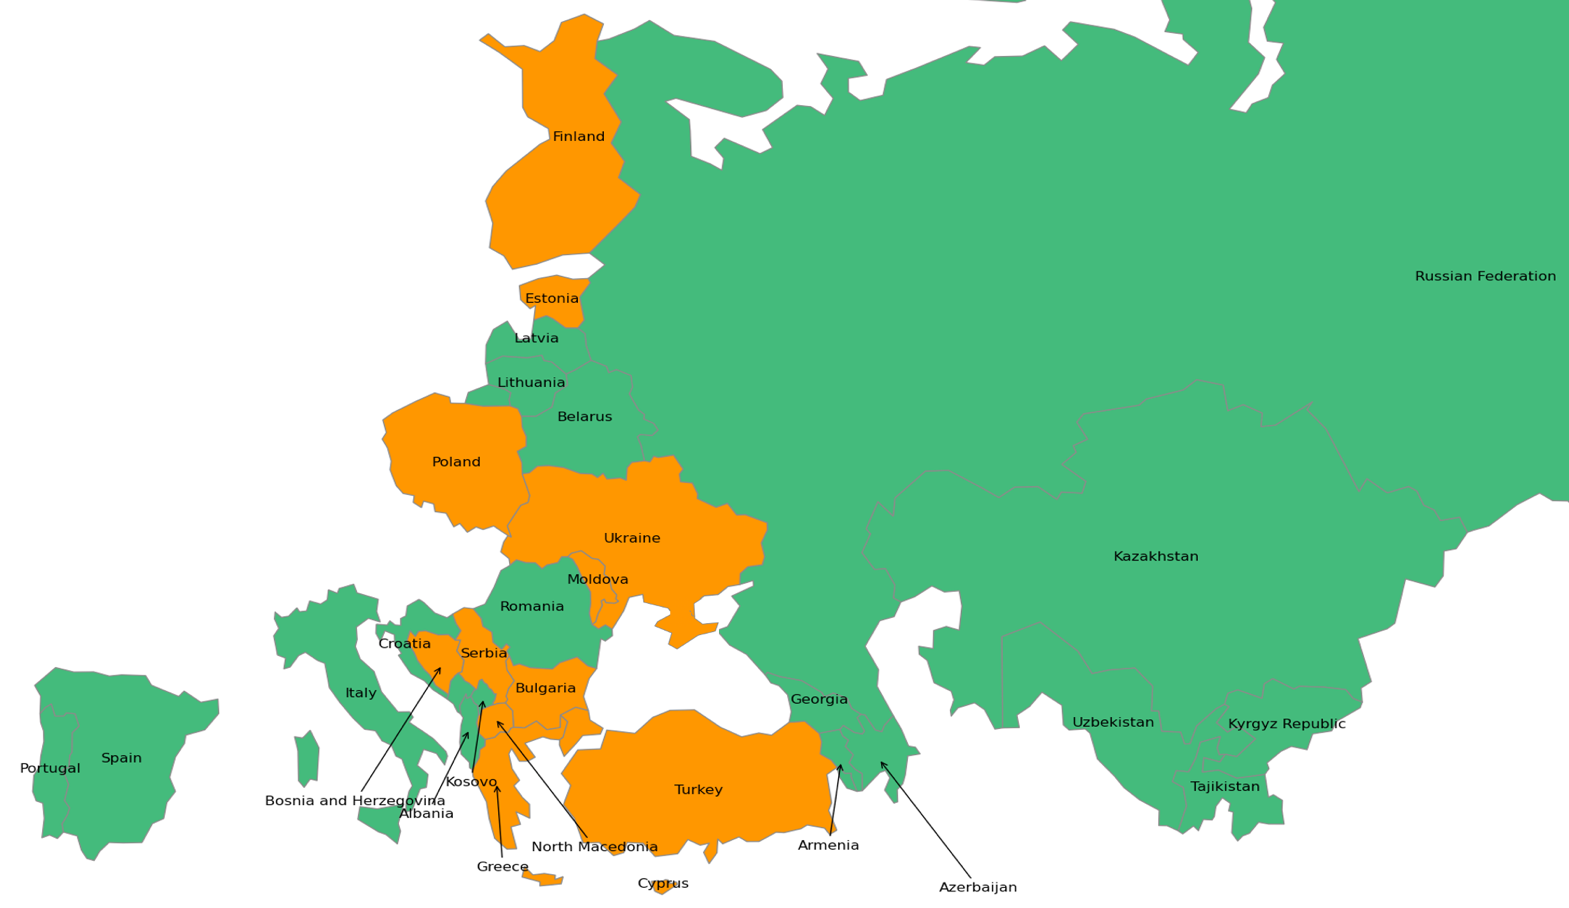 Finland
Russian Federation
Estonia
Latvia
Lithuania
Belarus
Poland
Ukraine
Kazakhstan
Moldova
Romania
Croatia
Serbia
Bulgaria
Italy
Georgia
Uzbekistan
Kyrgyz Republic
Spain
Portugal
Kosovo
Turkey
Tajikistan
Bosnia and Herzegovina
Albania
North Macedonia
Armenia
Greece
Cyprus
Azerbaijan